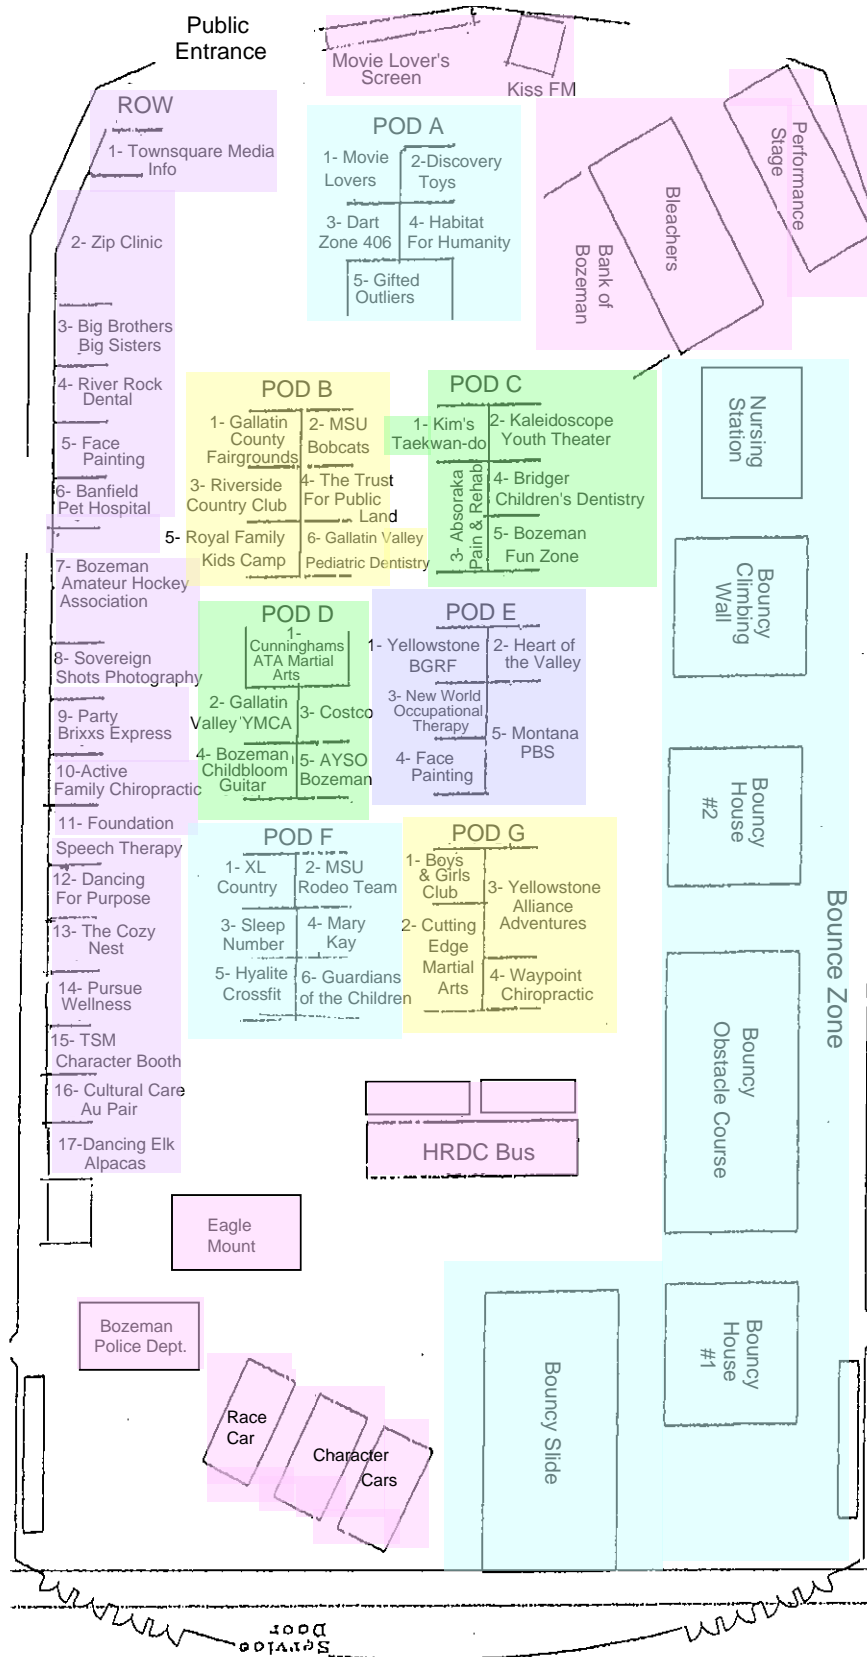 Public
Entrance
Movie Lover's
Screen
Kiss FM
Performance
Stage
Bleachers
Bank of
Bozeman
ROW
1- Townsquare Media
Info
2- Zip Clinic
3- Big Brothers
Big Sisters
4- River Rock
Dental
5- Face
Painting
6- Banfield
Pet Hospital
7- Bozeman
Amateur Hockey
Association
8- Sovereign
Shots Photography
9- Party
Brixxs Express
10-Active
Family Chiropractic
11- Foundation
Speech Therapy
12- Dancing
For Purpose
13- The Cozy
Nest
14- Pursue
Wellness
15- TSM
Character Booth
16- Cultural Care
Au Pair
17-Dancing Elk
Alpacas
POD A
1- Movie
Lovers
2-Discovery
Toys
3- Dart
Zone 406
4- Habitat
For Humanity
5- Gifted
Outliers
POD B
1- Gallatin
County
Fairgrounds
2- MSU
Bobcats
3- Riverside
Country Club
4- The Trust
For Public
Land
5- Royal Family
Kids Camp
6- Gallatin Valley
Pediatric Dentistry
POD C
1- Kim's
Taekwan-do
2- Kaleidoscope
Youth Theater
3- Absoraka
Pain & Rehab
4- Bridger
Children's Dentistry
5- Bozeman
Fun Zone
POD D
1-
Cunninghams
ATA Martial
Arts
2- Gallatin
Valley YMCA
3- Costco
4- Bozeman
Childbloom
Guitar
5- AYSO
Bozeman
POD E
1- Yellowstone
BGRF
2- Heart of
the Valley
3- New World
Occupational
Therapy
4- Face
Painting
5- Montana
PBS
POD F
1- XL
Country
2- MSU
Rodeo Team
3- Sleep
Number
4- Mary
Kay
5- Hyalite
Crossfit
6- Guardians
of the Children
POD G
1- Boys
& Girls
Club
2- Cutting
Edge
Martial
Arts
3- Yellowstone
Alliance
Adventures
4- Waypoint
Chiropractic
Nursing
Station
Bouncy
Climbing
Wall
Bouncy
House
#2
Bounce Zone
Bouncy
Obstacle Course
Bouncy
House
#1
Bouncy Slide
HRDC Bus
Eagle
Mount
Bozeman
Police Dept.
Race
Car
Character
Cars
Service
Door